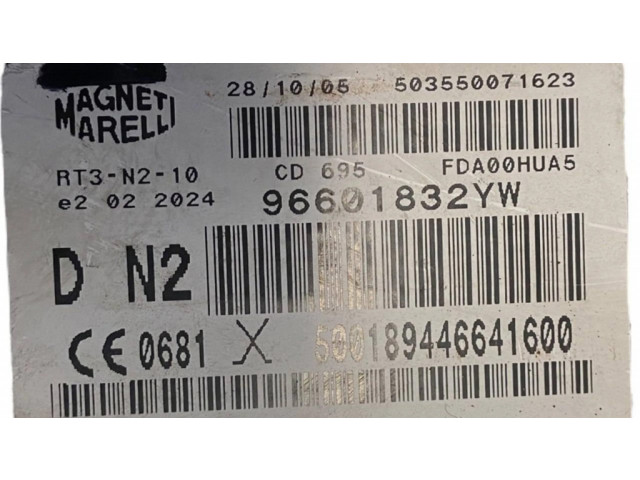 MAGNETI
MARELLI
28/10/05 503550071623
RT3-N2-10 CD 695 FDA00HUA5
e2 02 2024 96601832YW
D N2
CE 0681 X 500189446641600